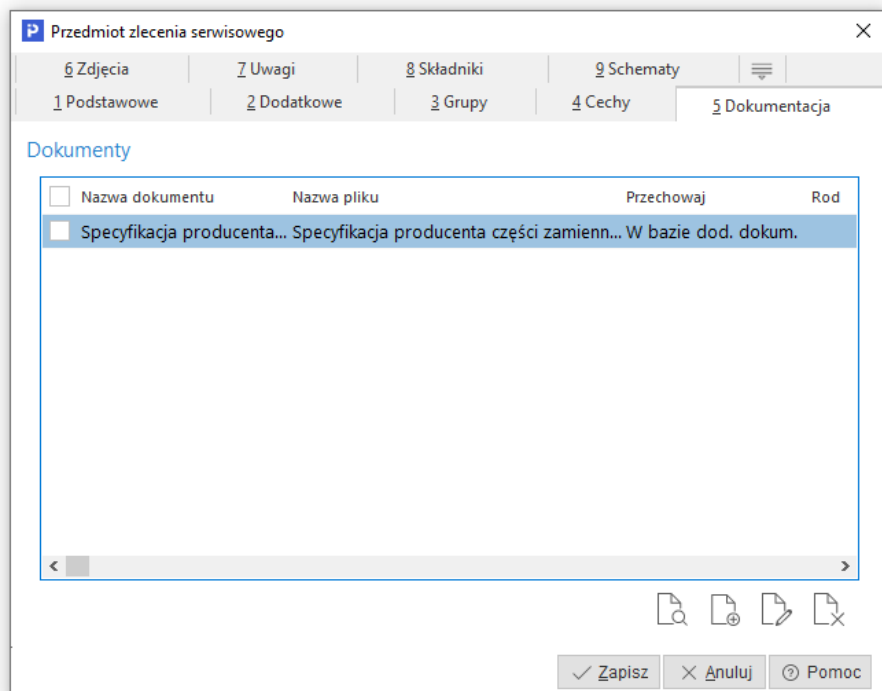 Przedmiot zlecenia serwisowego
6 Zdjęcia 7 Uwagi 8 Składniki 9 Schematy
1 Podstawowe 2 Dodatkowe 3 Grupy 4 Cechy 5 Dokumentacja
Dokumenty
Nazwa dokumentu Nazwa pliku Przechowaj Rod
Specyfikacja producenta... Specyfikacja producenta części zamienn... W bazie dod. dokum.
Zapisz Anuluj Pomoc